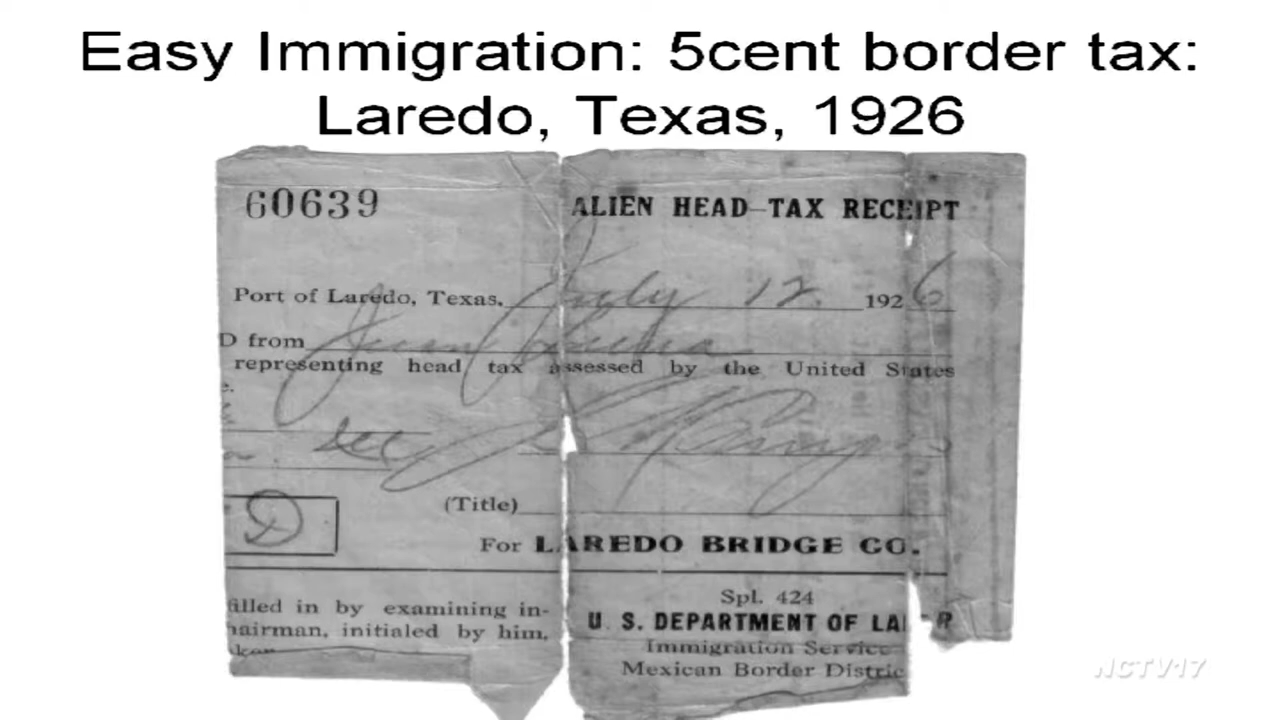 Easy Immigration: 5cent border tax:
Laredo, Texas, 1926
60639
ALIEN HEAD-TAX RECEIPT
Port of Laredo, Texas, July 12. 1926
D from Juan
representing head tax assessed by the United States
e.
D
(Title)
For LAREDO BRIDGE CO.
filled in by examining in-
hairman, initialed by him,
Spl. 424
U. S. DEPARTMENT OF LA R
Immigration Service
Mexican Border Distric
NCTV17